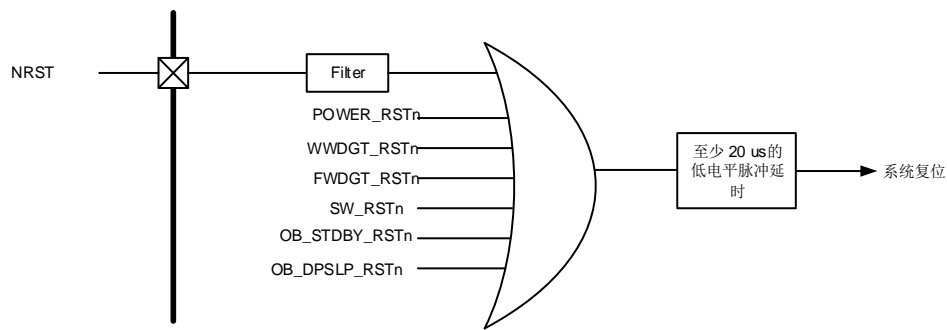 NRST
Filter
POWER_RSTn
WWDGT_RSTn
FWDGT_RSTn
SW_RSTn
OB_STDBY_RSTn
OB_DPSLP_RSTn
至少 20 us的
低电平脉冲延
时
系统复位